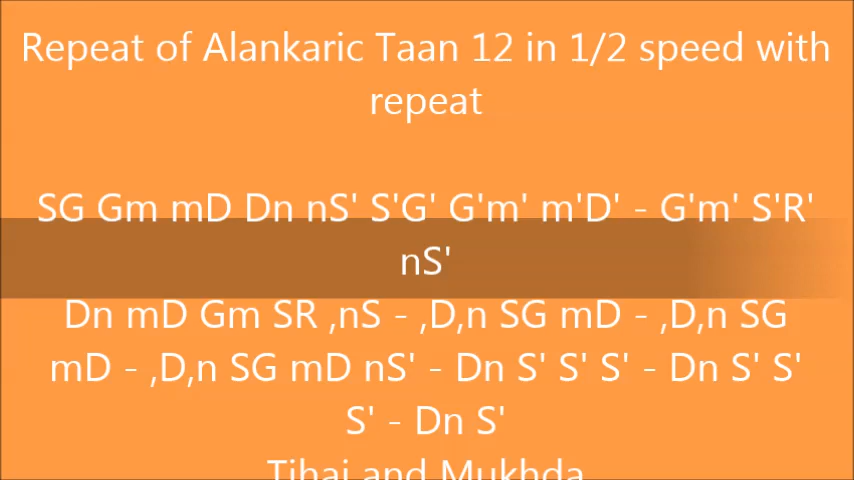 Repeat of Alankaric Taan 12 in 1/2 speed with
repeat
SG Gm mD Dn nS' S'G' G'm' m'D' - G'm' S'R'
nS'
Dn mD Gm SR ,nS - ,D,n SG mD - ,D,n SG
mD - ,D,n SG mD nS' - Dn S' S' S' - Dn S' S'
S' - Dn S'
Tihai and Mukhda